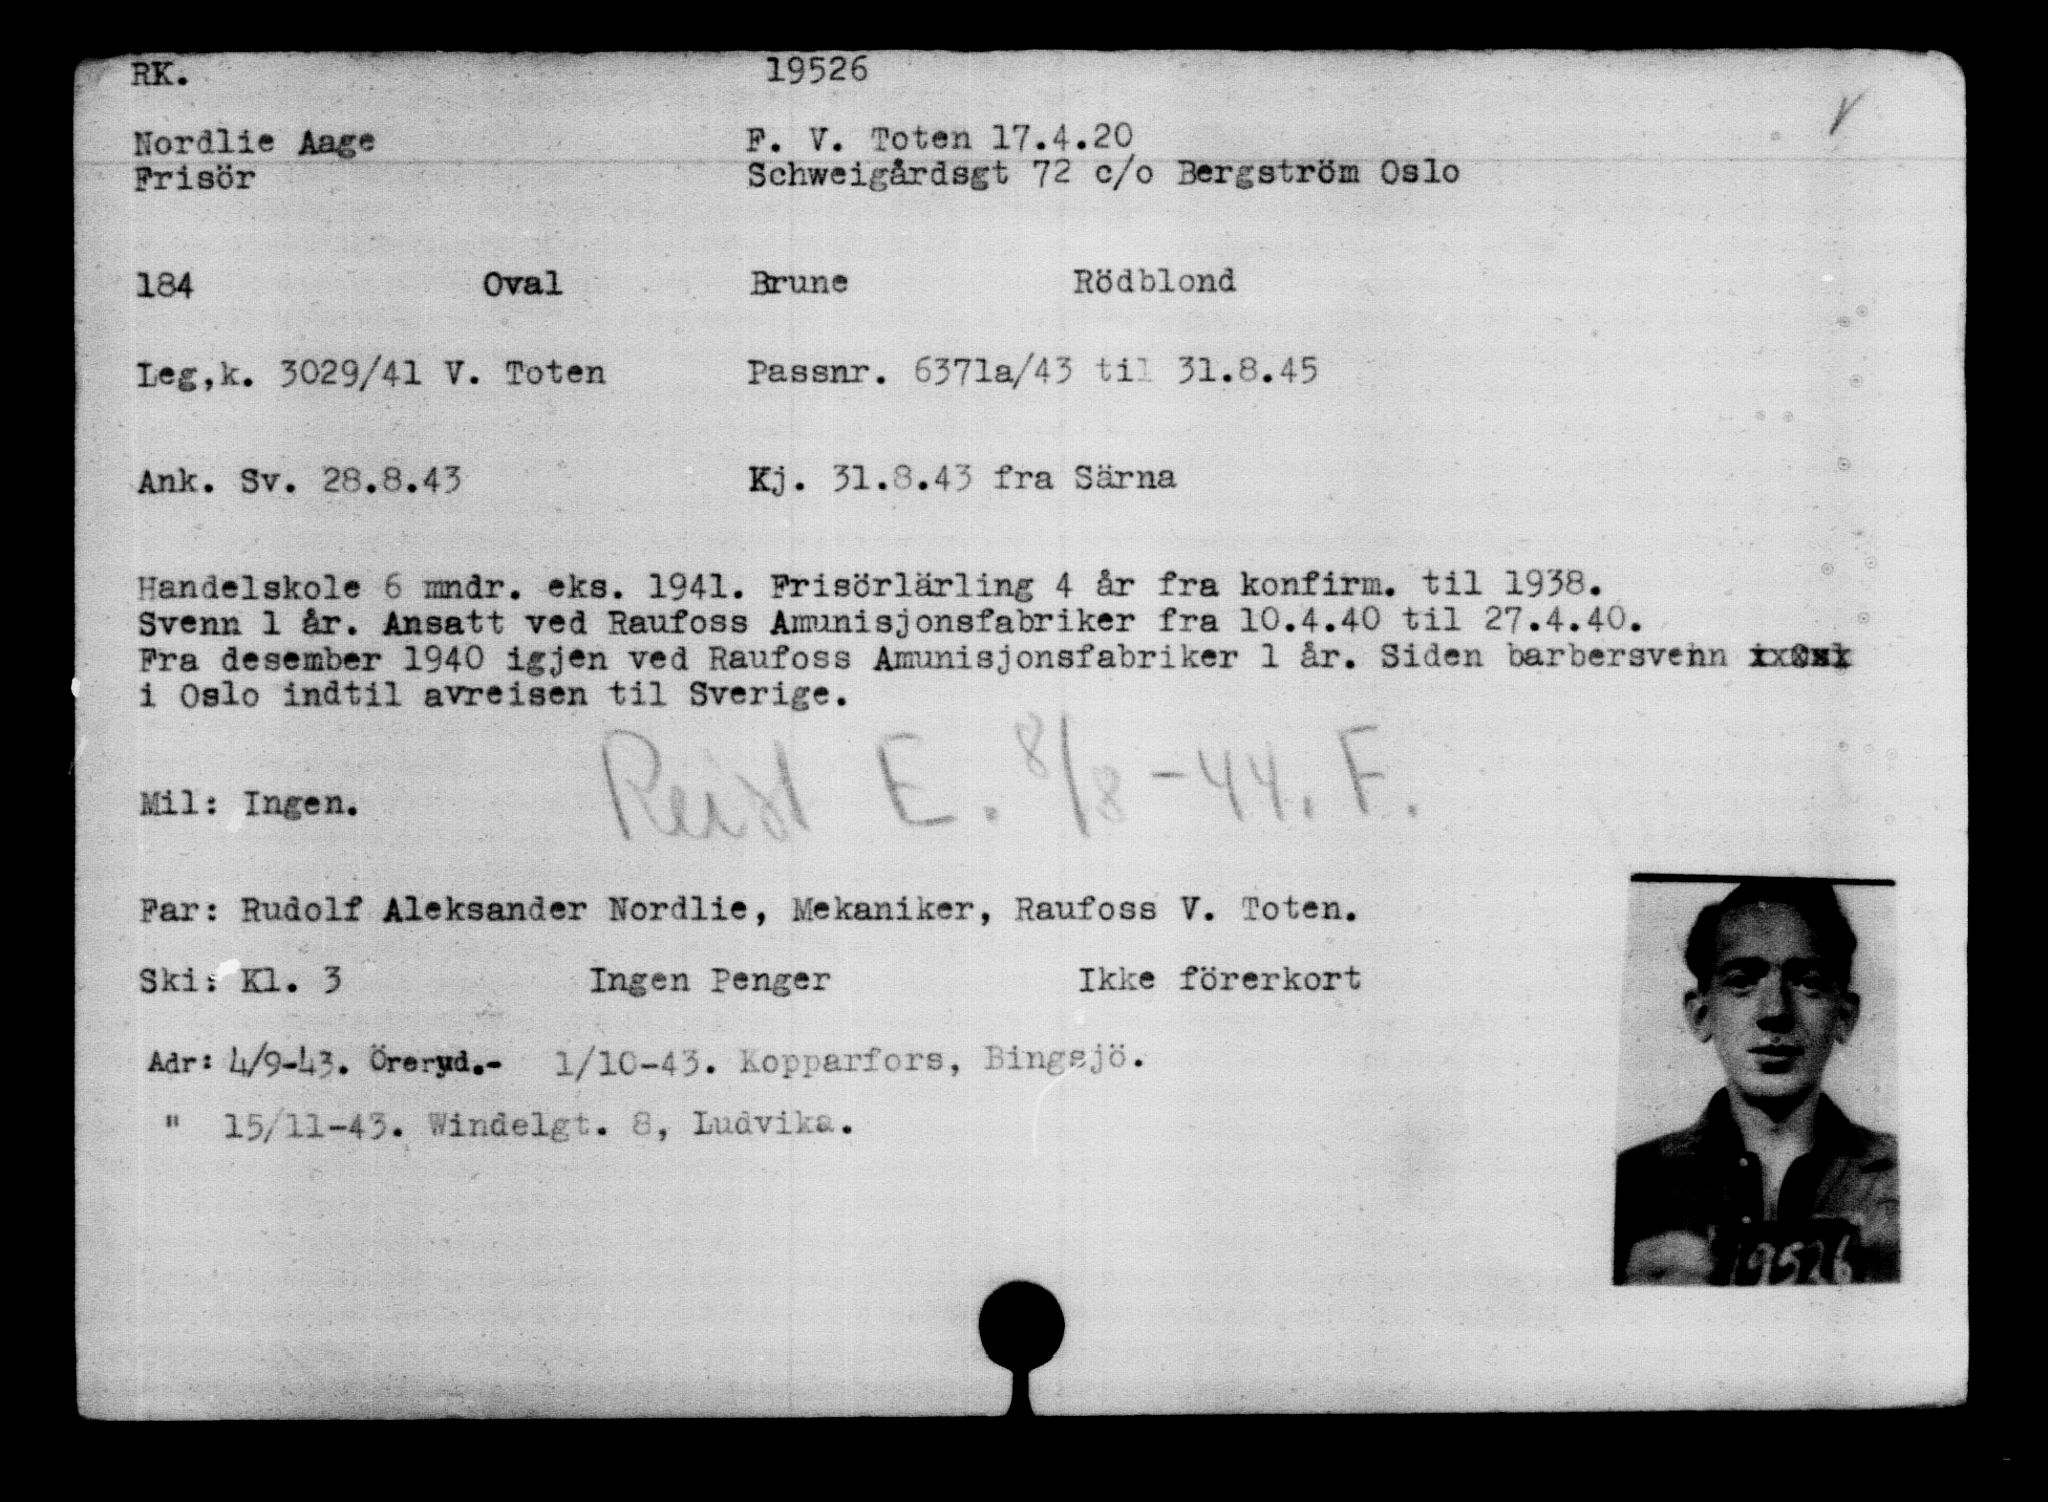 RK. 19526
Nordlie Aage F. V. Toten 17.4.20
Frisör Schweigårdsgt 72 c/o Bergström Oslo
184 Oval Brune Rödblond
Leg,k. 3029/41 V. Toten Passnr. 6371a/43 til 31.8.45
Ank. Sv. 28.8.43 Kj. 31.8.43 fra Särna
Handelskole 6 mndr. eks. 1941. Frisörlärling 4 år fra konfirm. til 1938.
Svenn 1 år. Ansatt ved Raufoss Amunisjonsfabriker fra 10.4.40 til 27.4.40.
Fra desember 1940 igjen ved Raufoss Amunisjonsfabriker 1 år. Siden barbersvenn
i Oslo indtil avreisen til Sverige.
Reist E. 8/8-44. F.
Mil: Ingen.
Far: Rudolf Aleksander Nordlie, Mekaniker, Raufoss V. Toten.
Ski: Kl. 3 Ingen Penger Ikke förerkort
Adr: 4/9-43. Öreryd.- 1/10-43. Kopparfors, Bingsjö.
" 15/11-43. Windelgt. 8, Ludvika.
19526